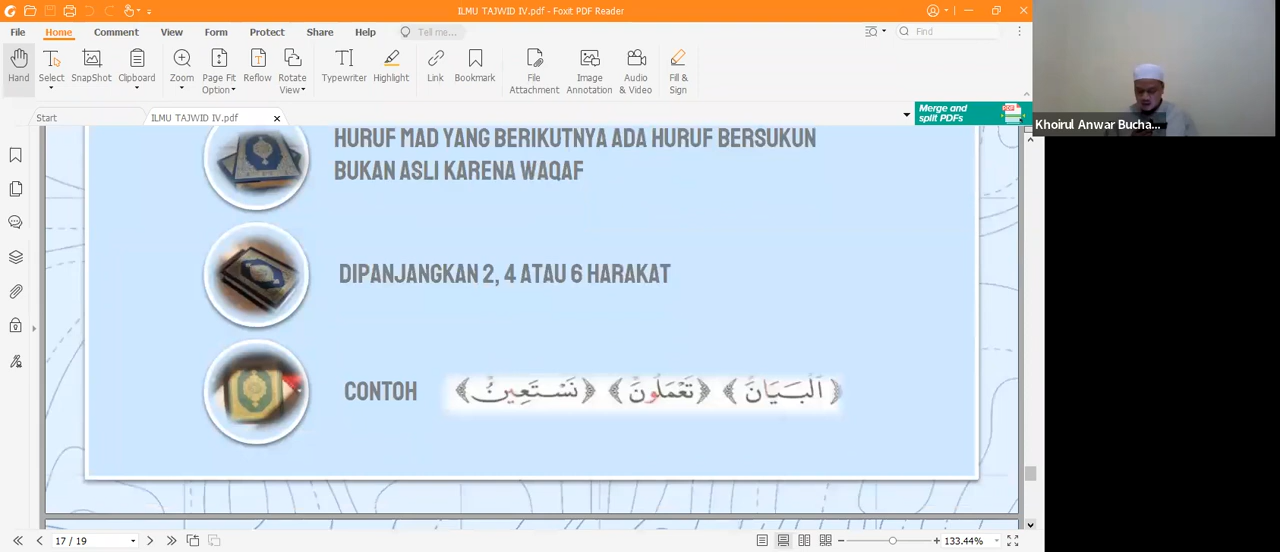 ILMU TAJWID IV.pdf - Foxit PDF Reader
File Home Comment View Form Protect Share Help Tell me... Find
Hand Select SnapShot Clipboard Zoom Page Fit Option Reflow Rotate View Typewriter Highlight Link Bookmark File Attachment Image Annotation Audio & Video Fill & Sign
Start ILMU TAJWID IV.pdf Merge and split PDFs
Khoirul Anwar Bucha...
HURUF MAD YANG BERIKUTNYA ADA HURUF BERSUKUN
BUKAN ASLI KARENA WAQAF
DIPANJANGKAN 2, 4 ATAU 6 HARAKAT
CONTOH ﴿اَلْبَيَانَ﴾ ﴿تَعْمَلُونَ﴾ ﴿نَسْتَعِينُ﴾
17 / 19 133.44%